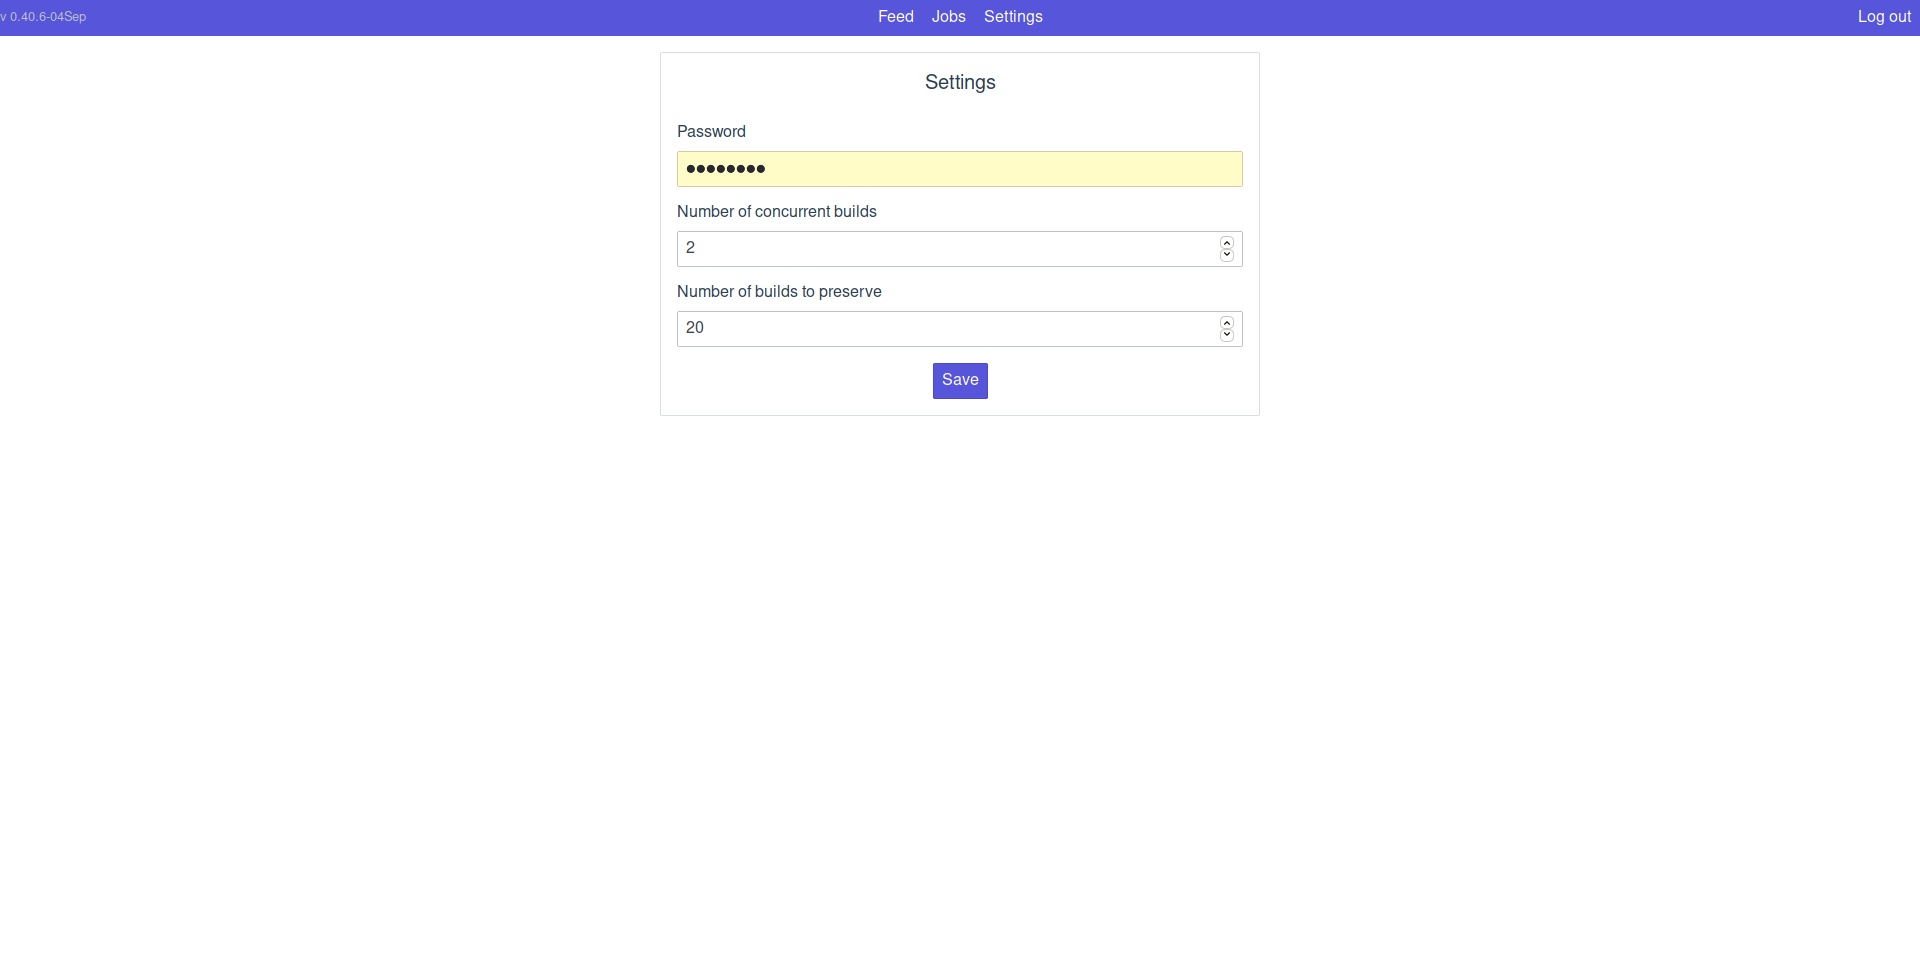 v 0.40.6-04Sep
Feed Jobs Settings
Log out
Settings
Password
●●●●●●●●
Number of concurrent builds
2
Number of builds to preserve
20
Save